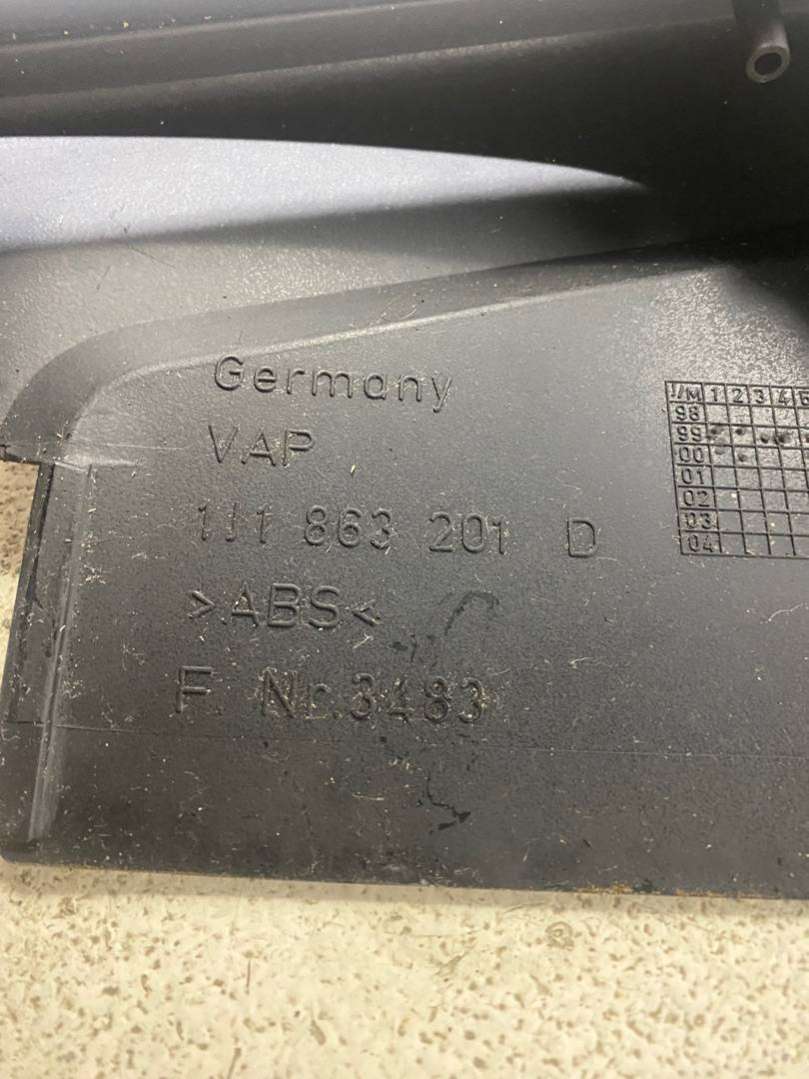 Germany
VAP
1J1 863 201 D
>ABS<
F. Nr.3483
J/M 1 2 3 4
98
99
00
01
02
03
04